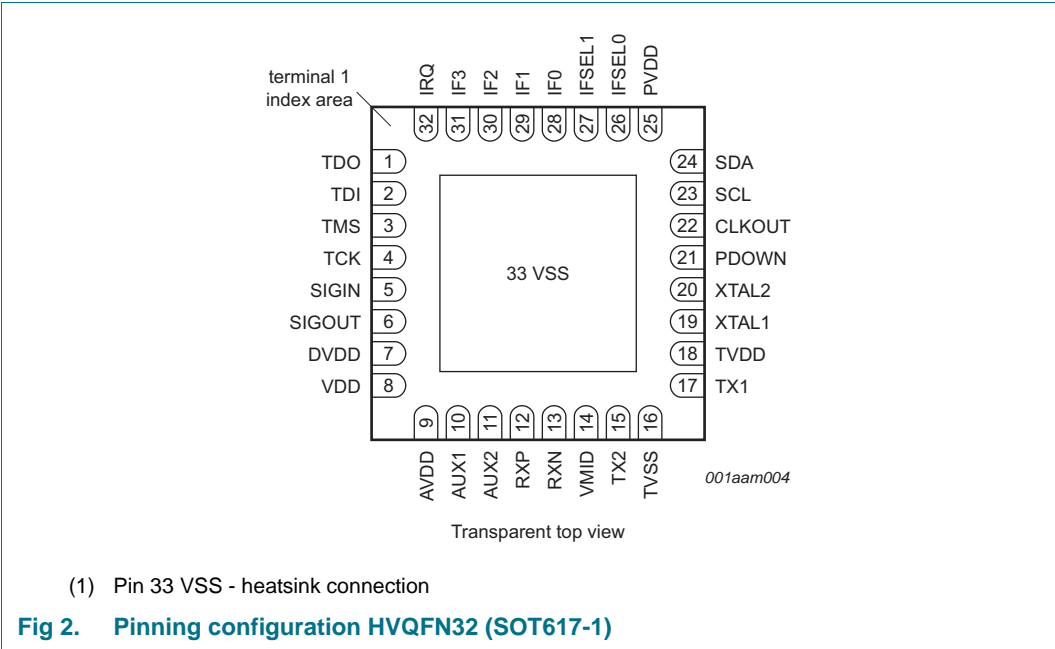 IRQ
IF3
IF2
IF1
IF0
IFSEL1
IFSEL0
PVDD
terminal 1
index area
32 31 30 29 28 27 26 25
TDO 1
TDI 2
TMS 3
TCK 4
SIGIN 5
SIGOUT 6
DVDD 7
VDD 8
33 VSS
24 SDA
23 SCL
22 CLKOUT
21 PDOWN
20 XTAL2
19 XTAL1
18 TVDD
17 TX1
9 10 11 12 13 14 15 16
AVDD
AUX1
AUX2
RXP
RXN
VMID
TX2
TVSS
001aam004
Transparent top view
(1) Pin 33 VSS - heatsink connection
Fig 2. Pinning configuration HVQFN32 (SOT617-1)